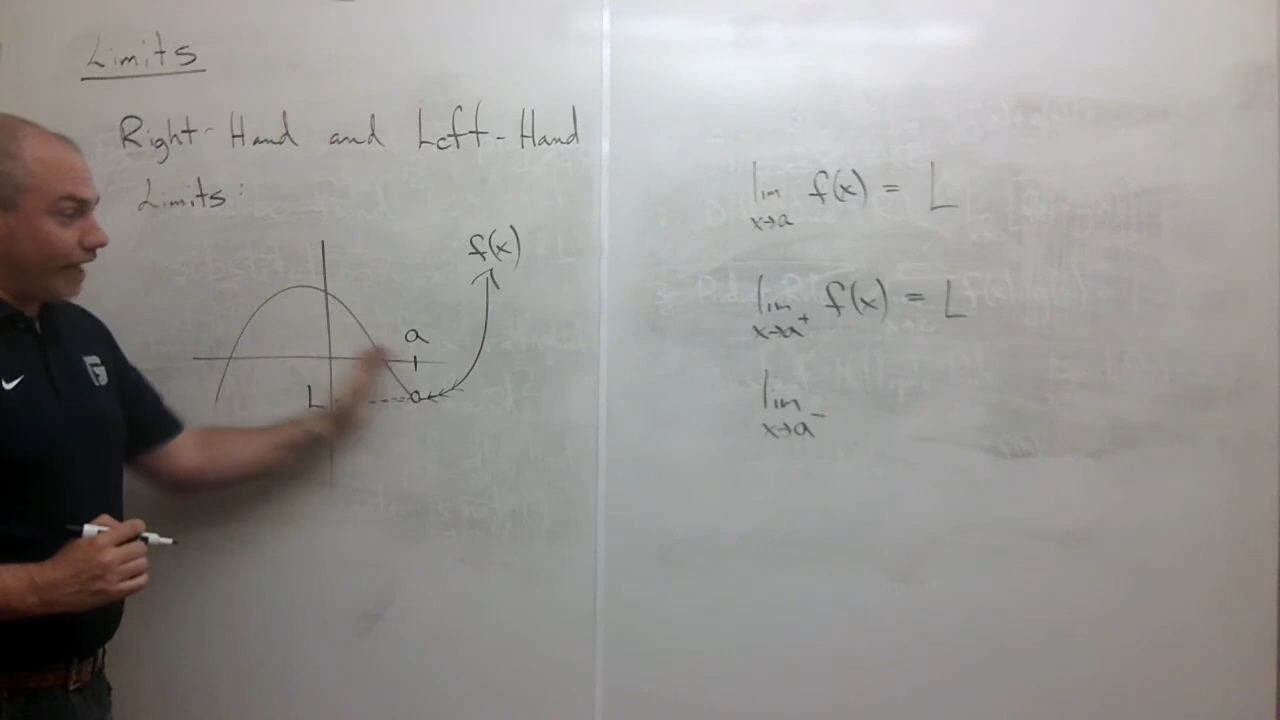 Limits
Right-Hand and Left-Hand
Limits:
f(x)
a
L
lim f(x) = L
x→a
lim f(x) = L
x→a⁺
lim
x→a⁻